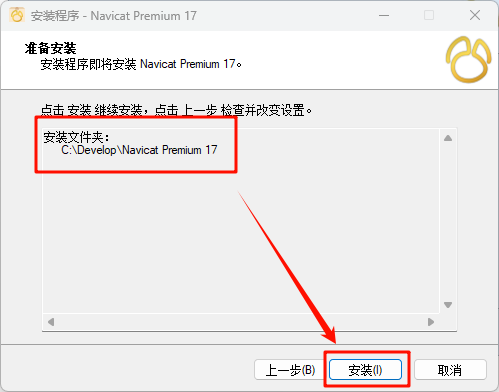 安装程序 - Navicat Premium 17
准备安装
安装程序即将安装 Navicat Premium 17。
点击 安装 继续安装，点击 上一步 检查并改变设置。
安装文件夹：
C:\Develop\Navicat Premium 17
上一步(B)
安装(I)
取消